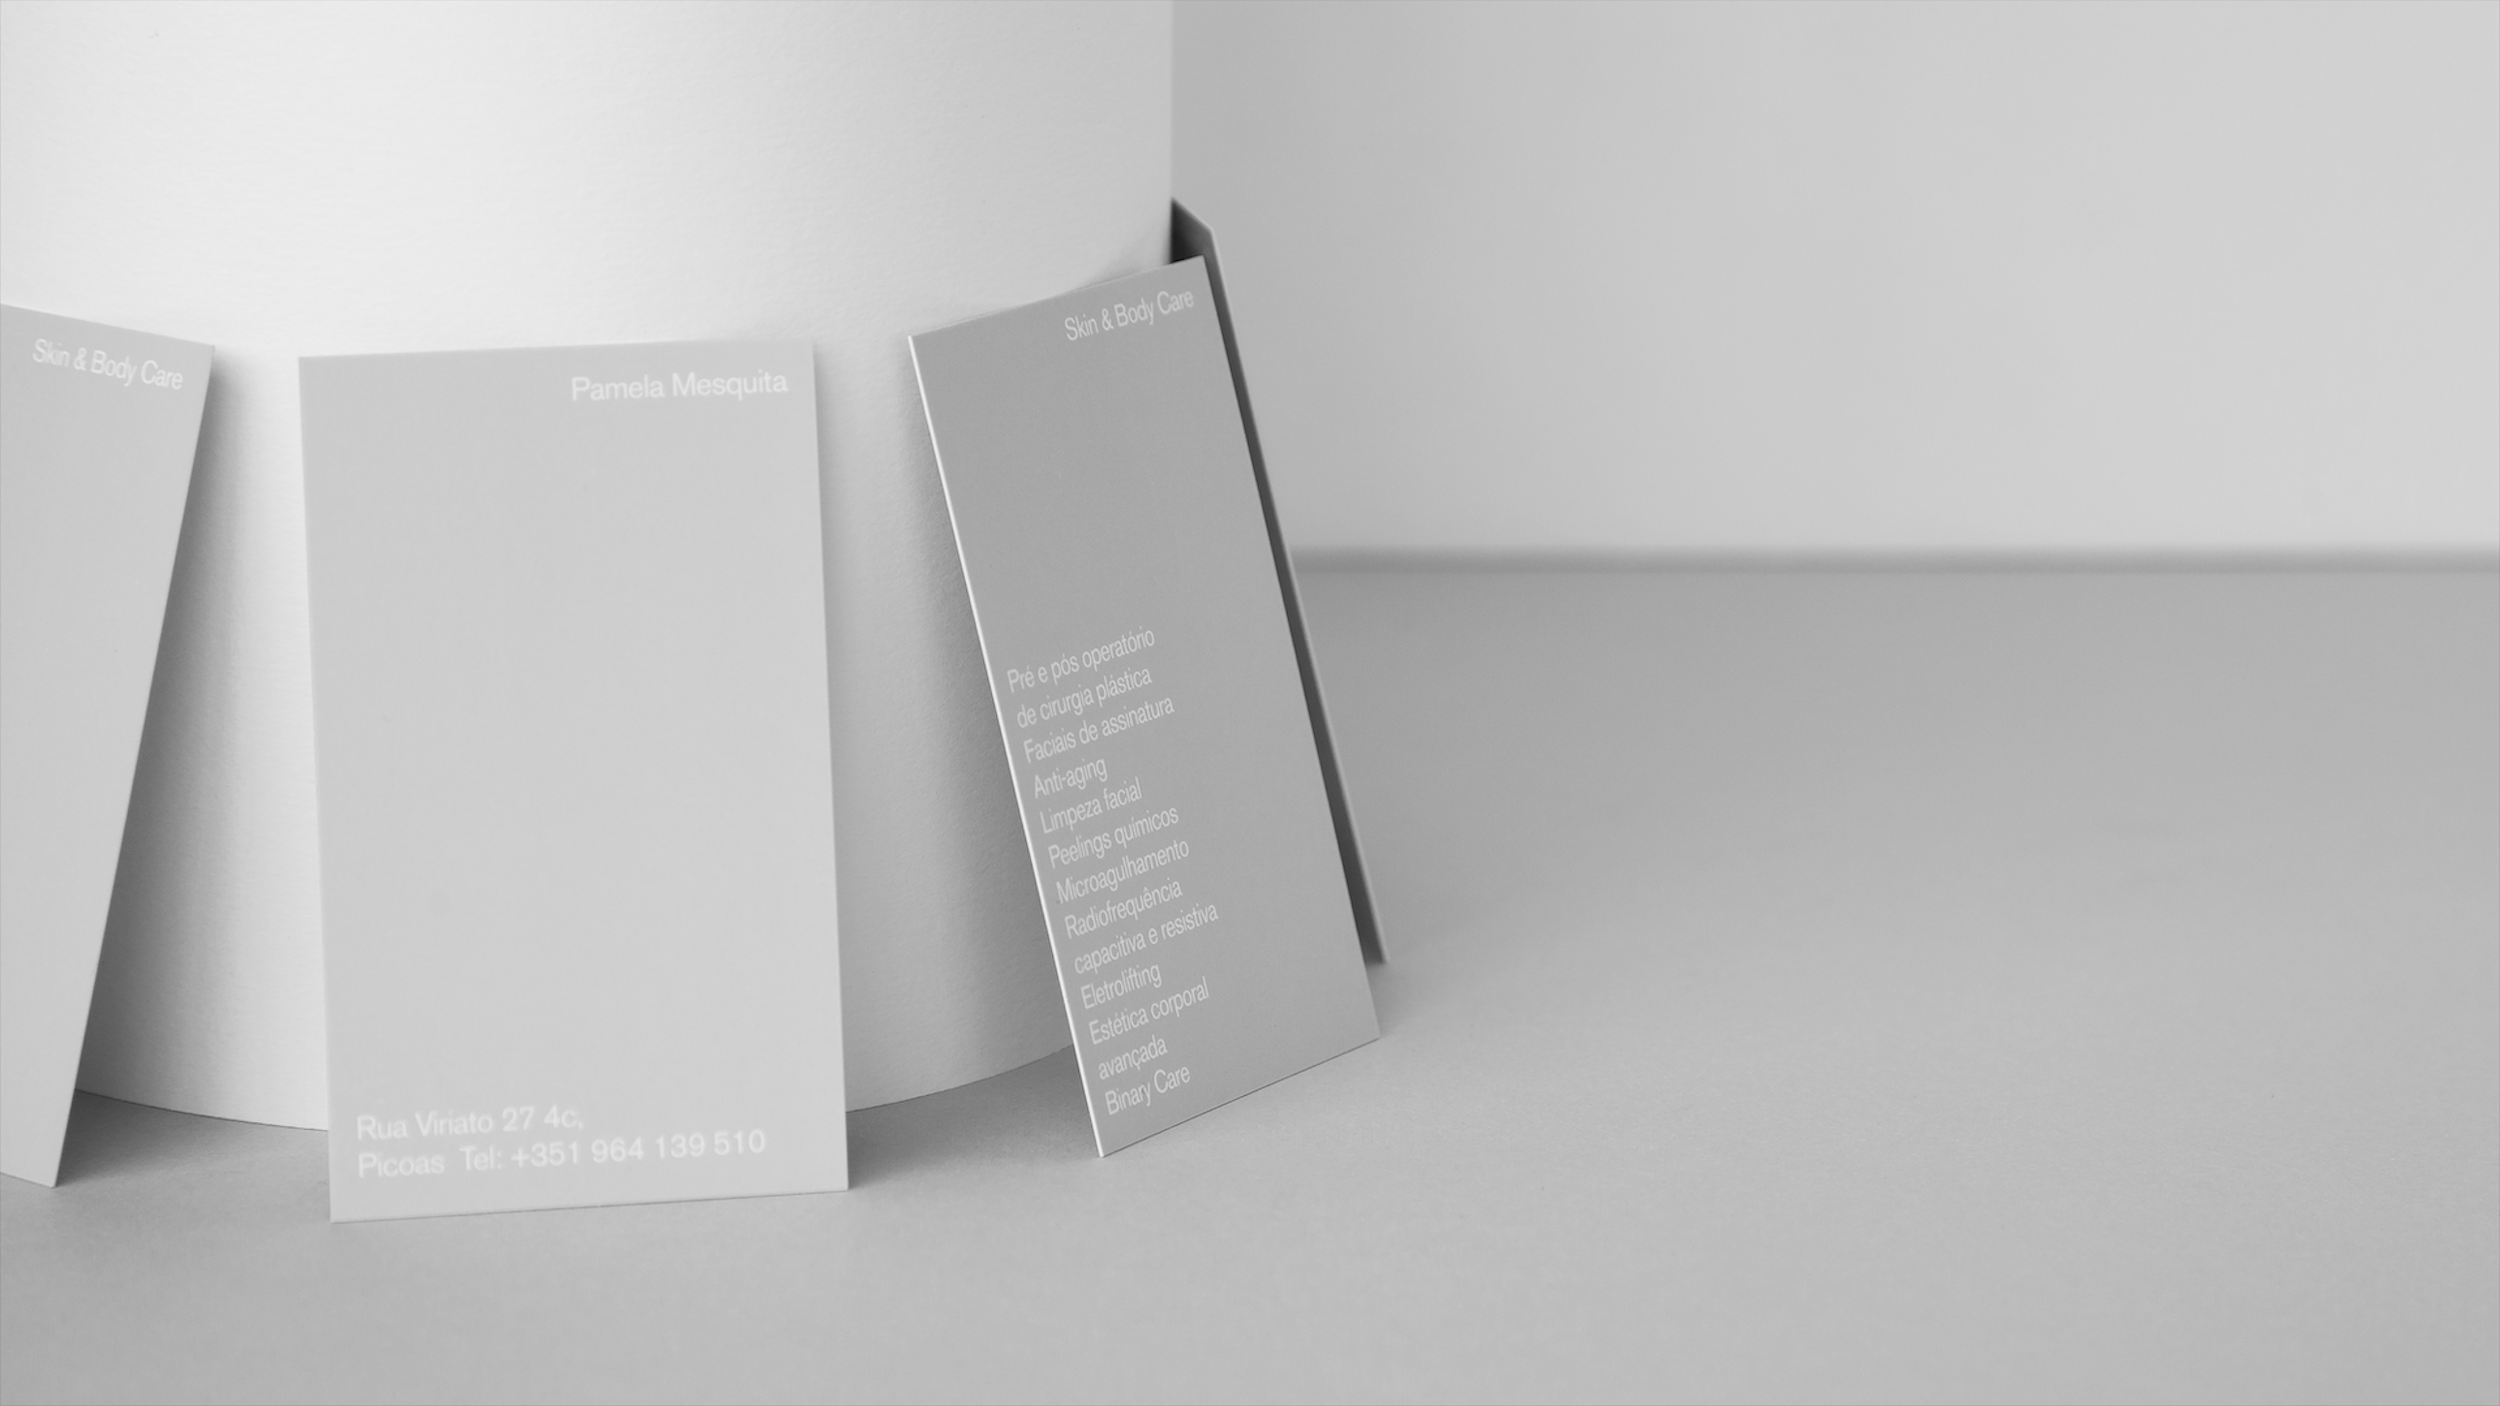 Skin & Body Care
Pamela Mesquita
Rua Viriato 27 4c,
Picoas Tel: +351 964 139 510
Skin & Body Care
Pré e pós operatório
de cirurgia plástica
Faciais de assinatura
Anti-aging
Limpeza facial
Peelings químicos
Microagulhamento
Radiofrequência
capacitiva e resistiva
Eletrolifting
Estética corporal
avançada
Binary Care